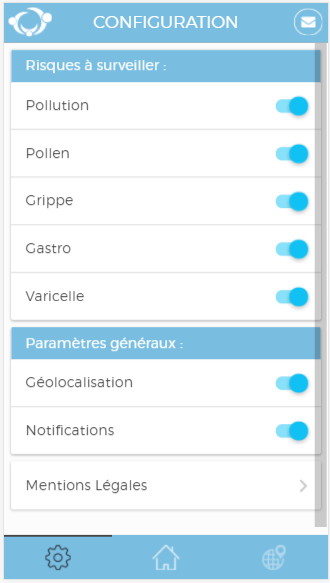 CONFIGURATION
Risques à surveiller :
Pollution
Pollen
Grippe
Gastro
Varicelle
Paramètres généraux :
Géolocalisation
Notifications
Mentions Légales